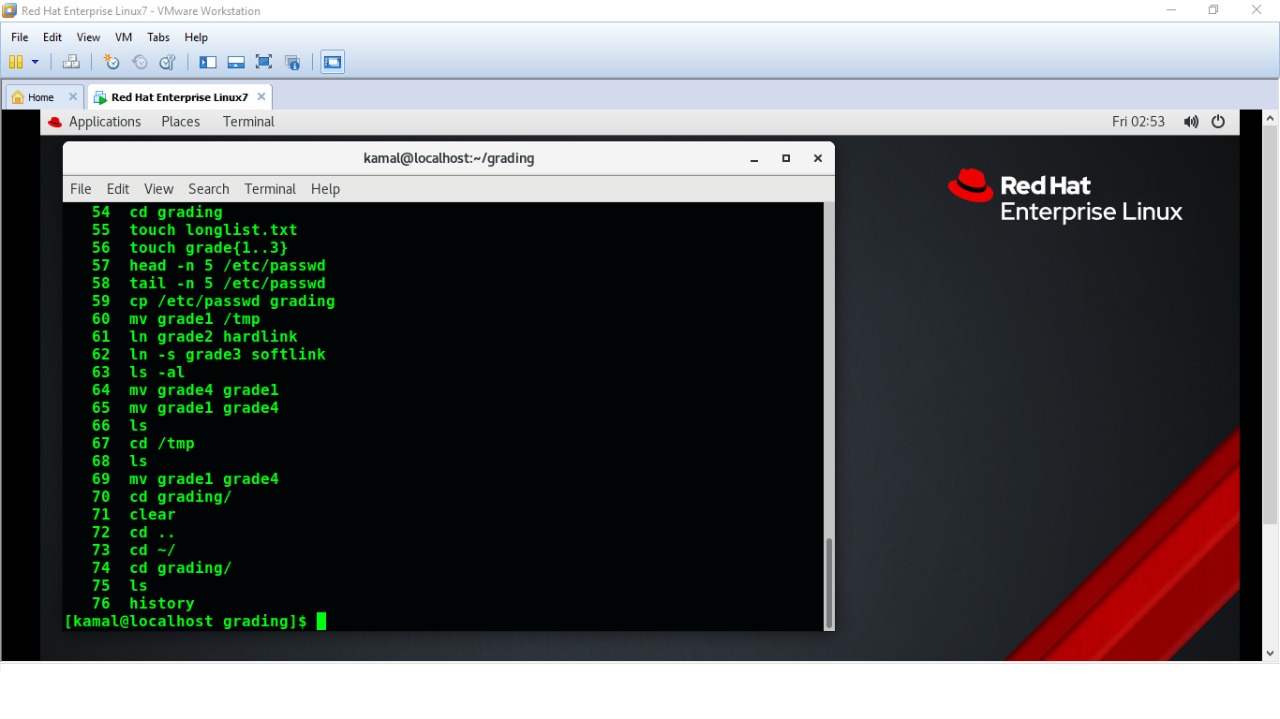 Red Hat Enterprise Linux7 - VMware Workstation
File Edit View VM Tabs Help
Home Red Hat Enterprise Linux7
Applications Places Terminal Fri 02:53
kamal@localhost:~/grading
File Edit View Search Terminal Help
54 cd grading
55 touch longlist.txt
56 touch grade{1..3}
57 head -n 5 /etc/passwd
58 tail -n 5 /etc/passwd
59 cp /etc/passwd grading
60 mv grade1 /tmp
61 ln grade2 hardlink
62 ln -s grade3 softlink
63 ls -al
64 mv grade4 grade1
65 mv grade1 grade4
66 ls
67 cd /tmp
68 ls
69 mv grade1 grade4
70 cd grading/
71 clear
72 cd ..
73 cd ~/
74 cd grading/
75 ls
76 history
[kamal@localhost grading]$
Red Hat
Enterprise Linux